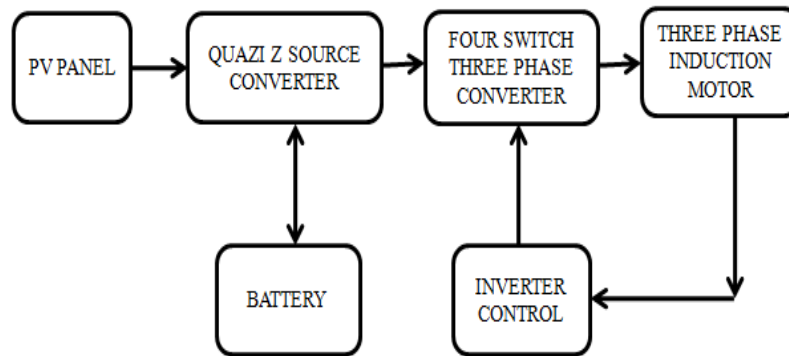 PV PANEL
QUAZI Z SOURCE
CONVERTER
FOUR SWITCH
THREE PHASE
CONVERTER
THREE PHASE
INDUCTION
MOTOR
BATTERY
INVERTER
CONTROL